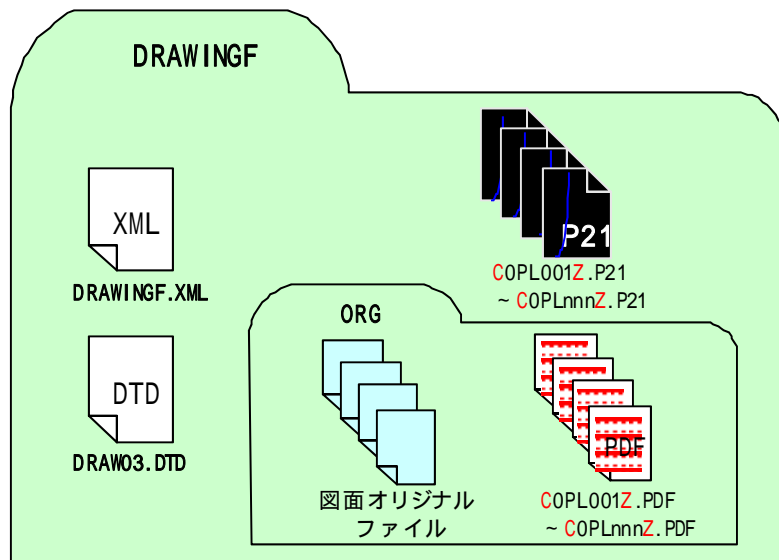 DRAWINGF
XML
DRAWINGF.XML
DTD
DRAW03.DTD
P21
C0PL001Z.P21
~ C0PLnnnZ.P21
ORG
図面オリジナル
ファイル
PDF
C0PL001Z.PDF
~ C0PLnnnZ.PDF